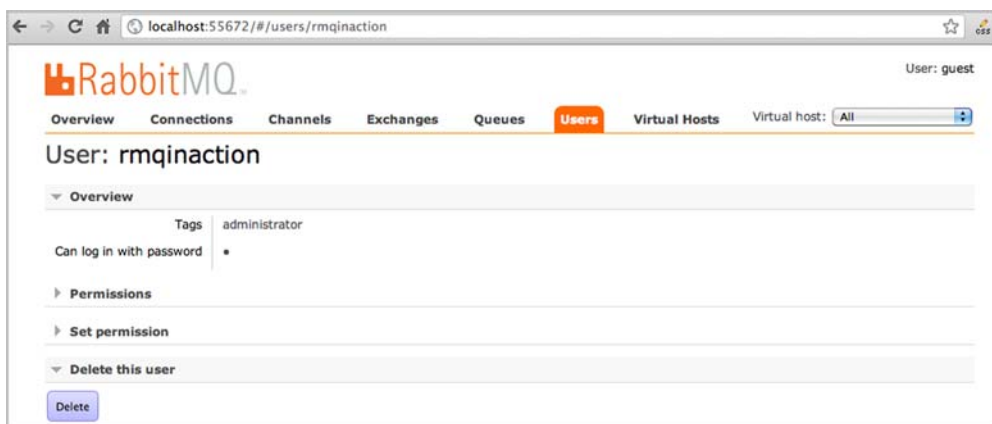 localhost:55672/#/users/rmqinaction
css
RabbitMQ
User: guest
Overview Connections Channels Exchanges Queues Users Virtual Hosts Virtual host: All
User: rmqinaction
Overview
Tags administrator
Can log in with password •
Permissions
Set permission
Delete this user
Delete